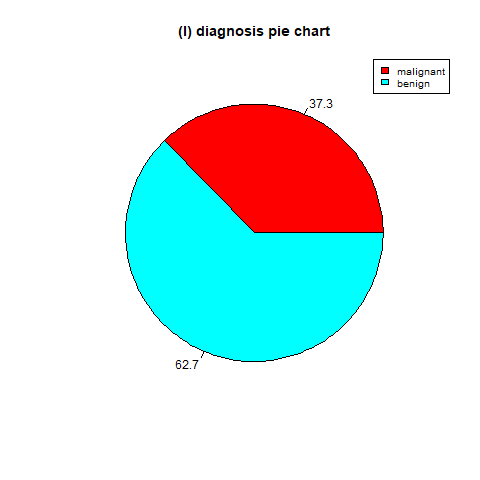 (I) diagnosis pie chart
malignant
benign
37.3
62.7